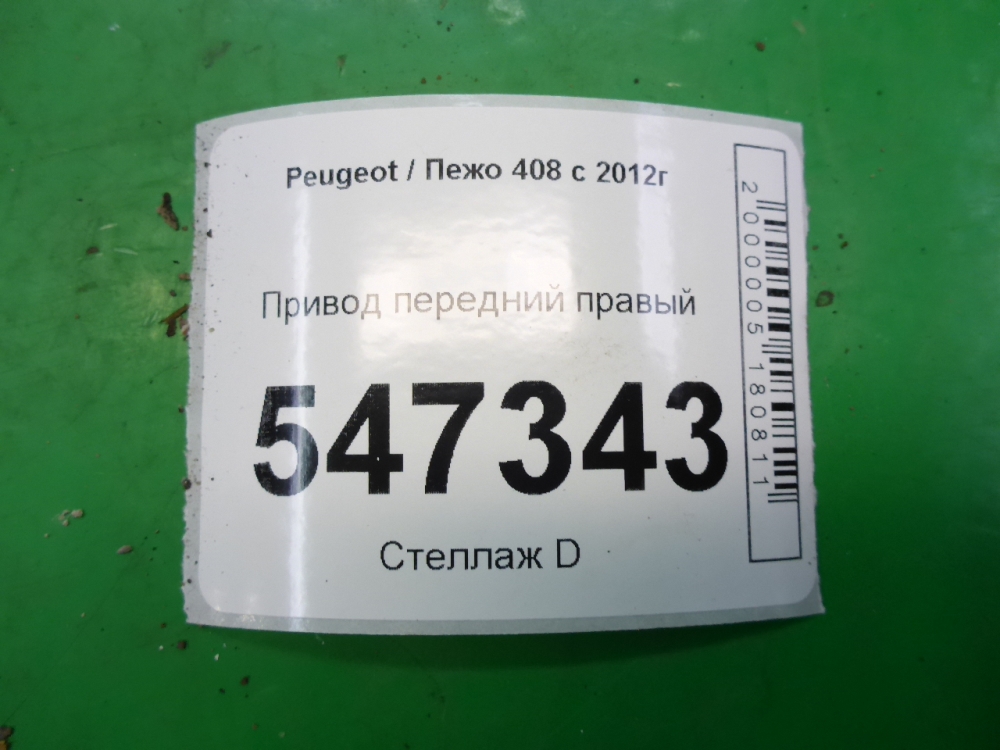 Peugeot / Пежо 408 с 2012г
Привод передний правый
547343
Стеллаж D
2000005180811